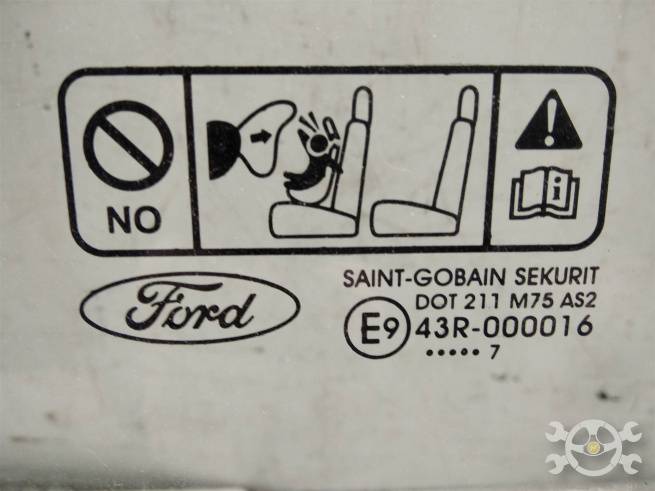 NO
i
Ford
SAINT-GOBAIN SEKURIT
DOT 211 M75 AS2
E9 43R-000016
••••• 7